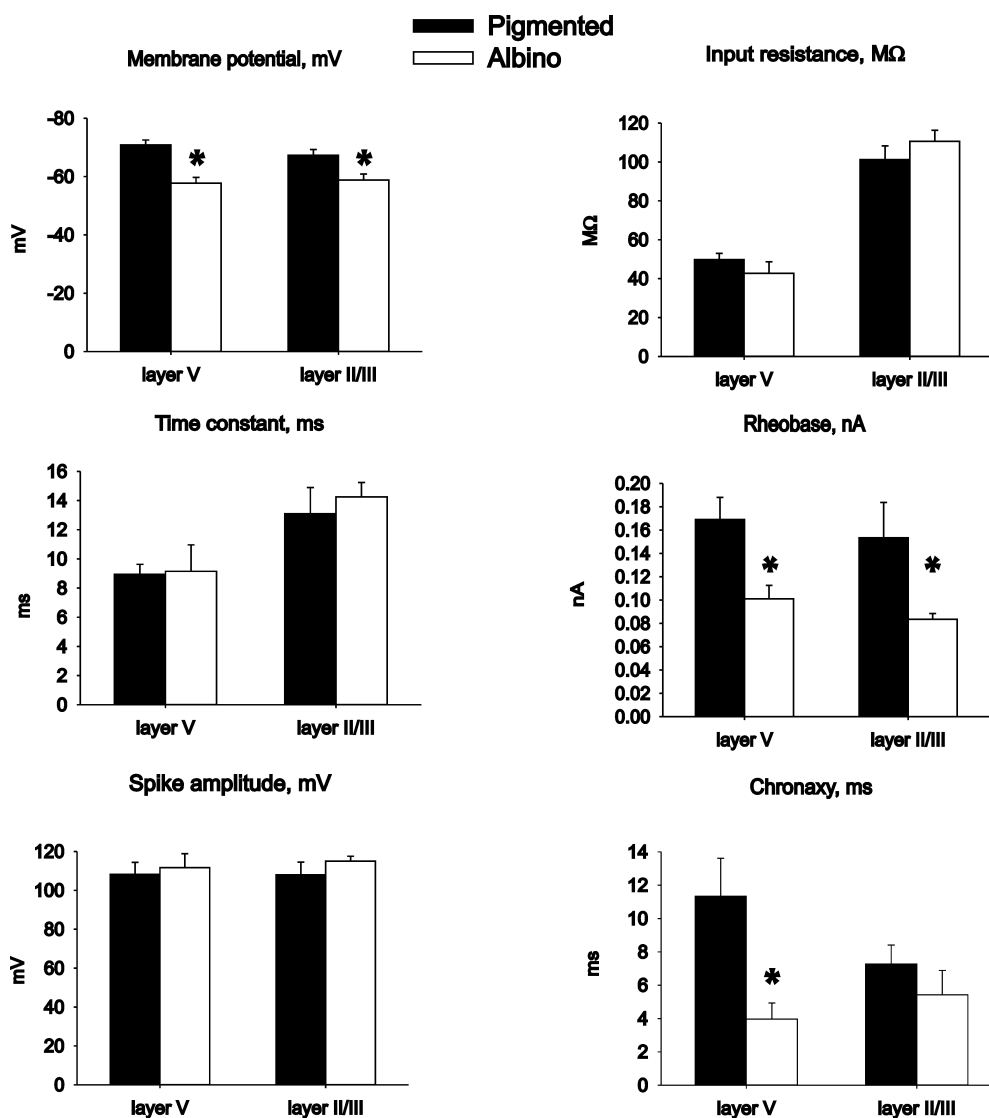 Pigmented
Albino
Membrane potential, mV
-80
-60
-40
-20
0
mV
*
*
layer V
layer II/III
Input resistance, MΩ
120
100
80
60
40
20
0
MΩ
layer V
layer II/III
Time constant, ms
16
14
12
10
8
6
4
2
0
ms
layer V
layer II/III
Rheobase, nA
0.20
0.18
0.16
0.14
0.12
0.10
0.08
0.06
0.04
0.02
0.00
nA
*
*
layer V
layer II/III
Spike amplitude, mV
120
100
80
60
40
20
0
mV
layer V
layer II/III
Chronaxy, ms
14
12
10
8
6
4
2
0
ms
*
layer V
layer II/III